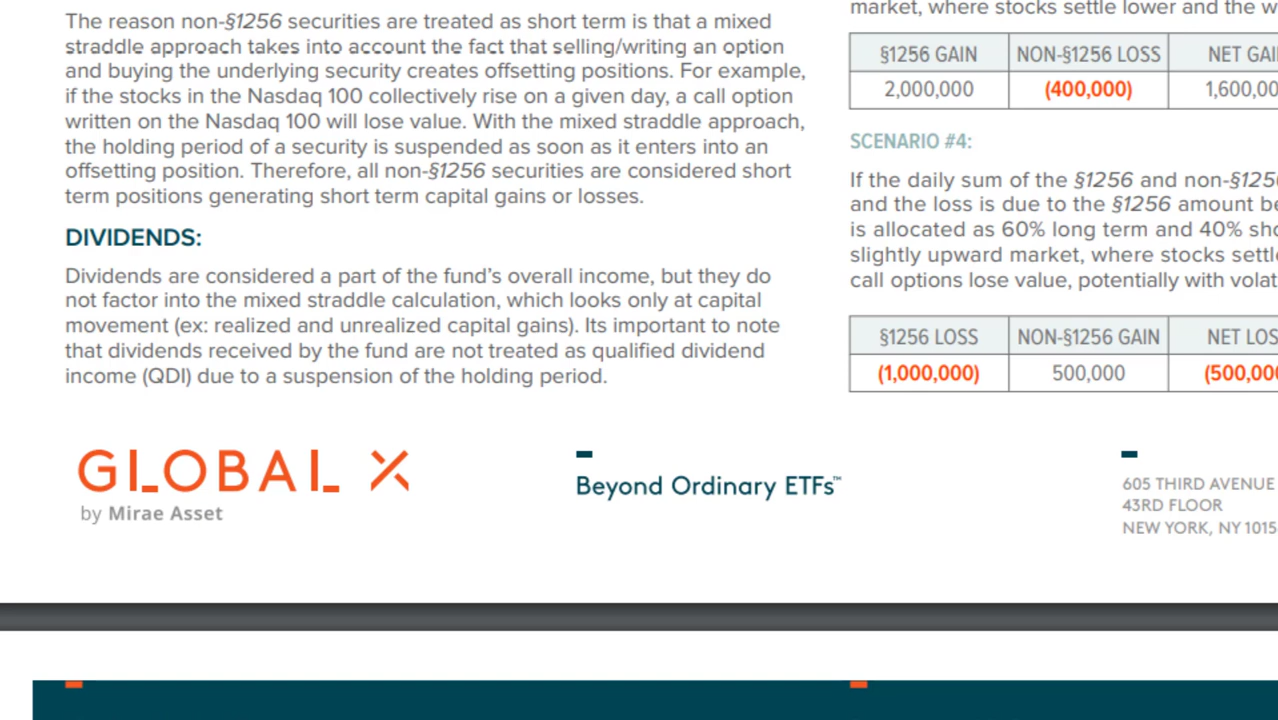 The reason non-§1256 securities are treated as short term is that a mixed
straddle approach takes into account the fact that selling/writing an option
and buying the underlying security creates offsetting positions. For example,
if the stocks in the Nasdaq 100 collectively rise on a given day, a call option
written on the Nasdaq 100 will lose value. With the mixed straddle approach,
the holding period of a security is suspended as soon as it enters into an
offsetting position. Therefore, all non-§1256 securities are considered short
term positions generating short term capital gains or losses.
DIVIDENDS:
Dividends are considered a part of the fund's overall income, but they do
not factor into the mixed straddle calculation, which looks only at capital
movement (ex: realized and unrealized capital gains). Its important to note
that dividends received by the fund are not treated as qualified dividend
income (QDI) due to a suspension of the holding period.
market, where stocks settle lower and the
§1256 GAIN NON-§1256 LOSS NET
2,000,000 (400,000)
SCENARIO #4:
If the daily sum of the §1256 and
and the loss is due to the §1256 amount
is allocated as 60% long term and 40%
slightly upward market, where stocks
call options lose value, potentially with
§1256 LOSS NON-§1256 GAIN NET
(1,000,000) 500,000
GLOBAL X
by Mirae Asset
Beyond Ordinary ETFs™
605 THIRD AVENUE
43RD FLOOR
NEW YORK, NY